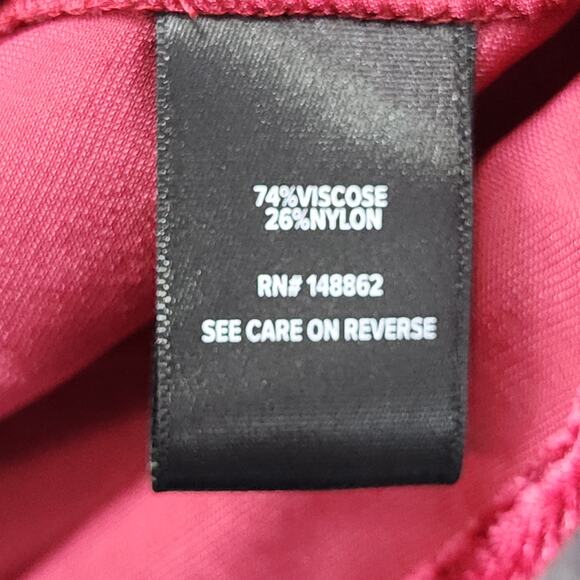 74%VISCOSE
26%NYLON
RN# 148862
SEE CARE ON REVERSE